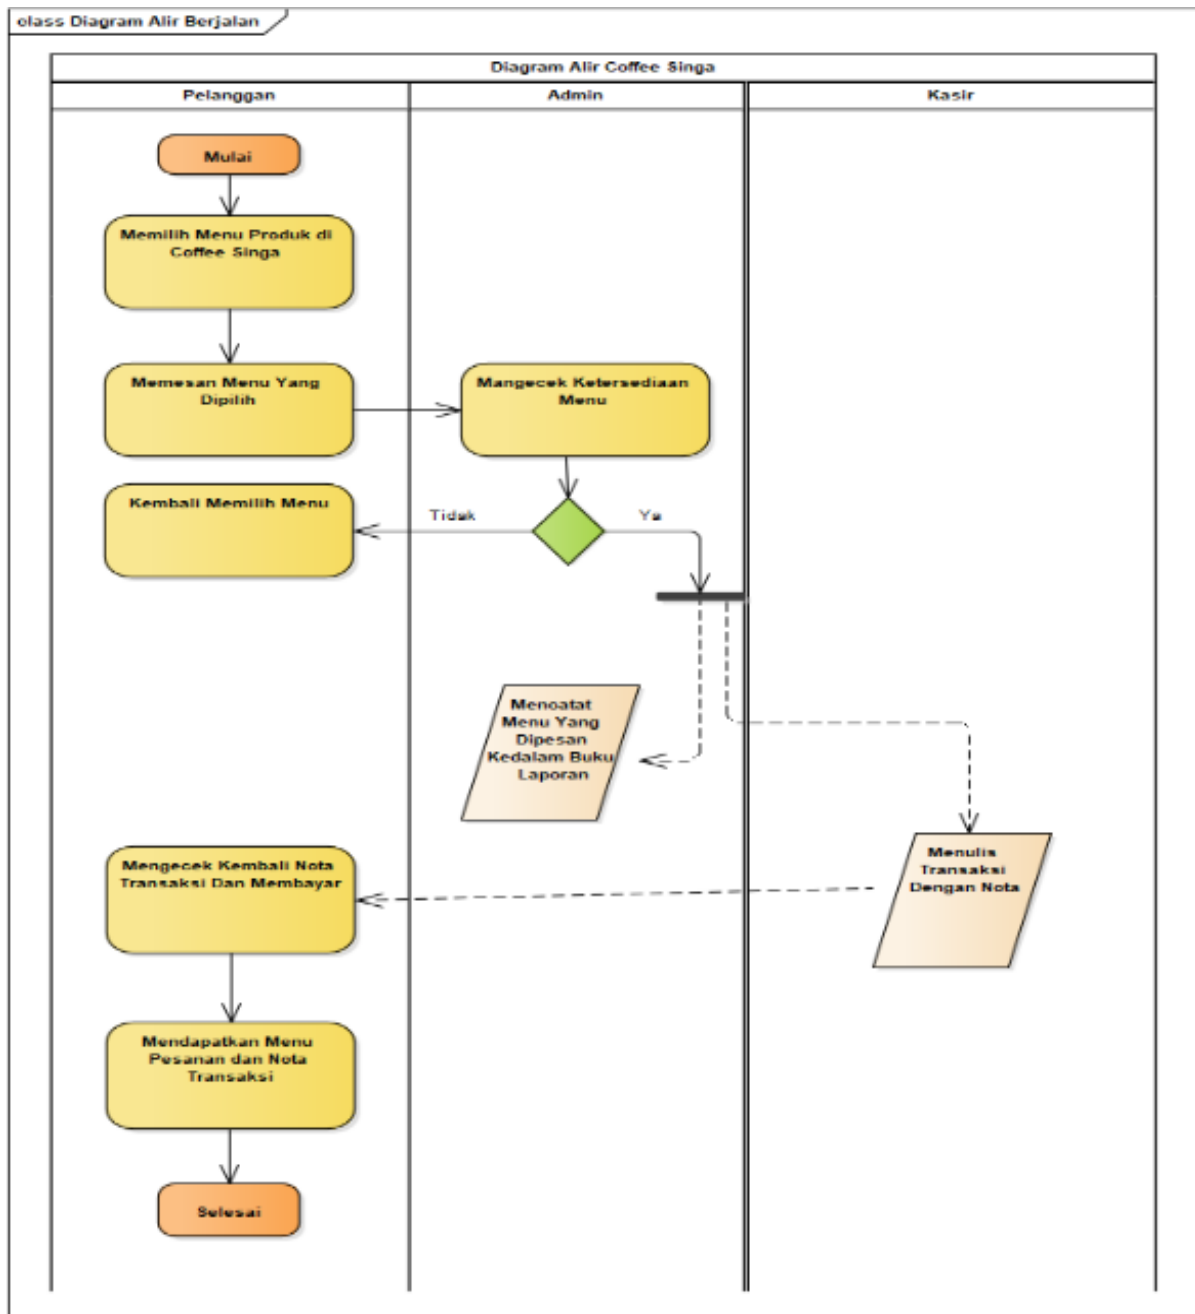 class Diagram Alir Berjalan
Diagram Alir Coffee Singa
Pelanggan
Admin
Kasir
Mulai
Memilih Menu Produk di
Coffee Singa
Memesan Menu Yang
Dipilih
Mangecek Ketersediaan
Menu
Kembali Memilih Menu
Tidak
Ya
Mencatat
Menu Yang
Dipesan
Kedalam Buku
Laporan
Menulis
Transaksi
Dengan Nota
Mengecek Kembali Nota
Transaksi Dan Membayar
Mendapatkan Menu
Pesanan dan Nota
Transaksi
Selesai